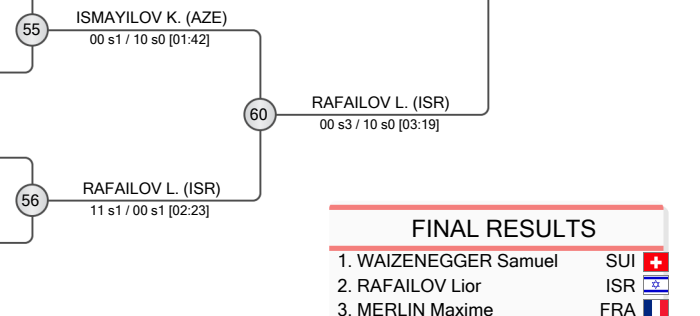 55
ISMAYILOV K. (AZE)
00 s1 / 10 s0 [01:42]
60
RAFAILOV L. (ISR)
00 s3 / 10 s0 [03:19]
56
RAFAILOV L. (ISR)
11 s1 / 00 s1 [02:23]
FINAL RESULTS
1. WAIZENEGGER Samuel SUI
2. RAFAILOV Lior ISR
3. MERLIN Maxime FRA